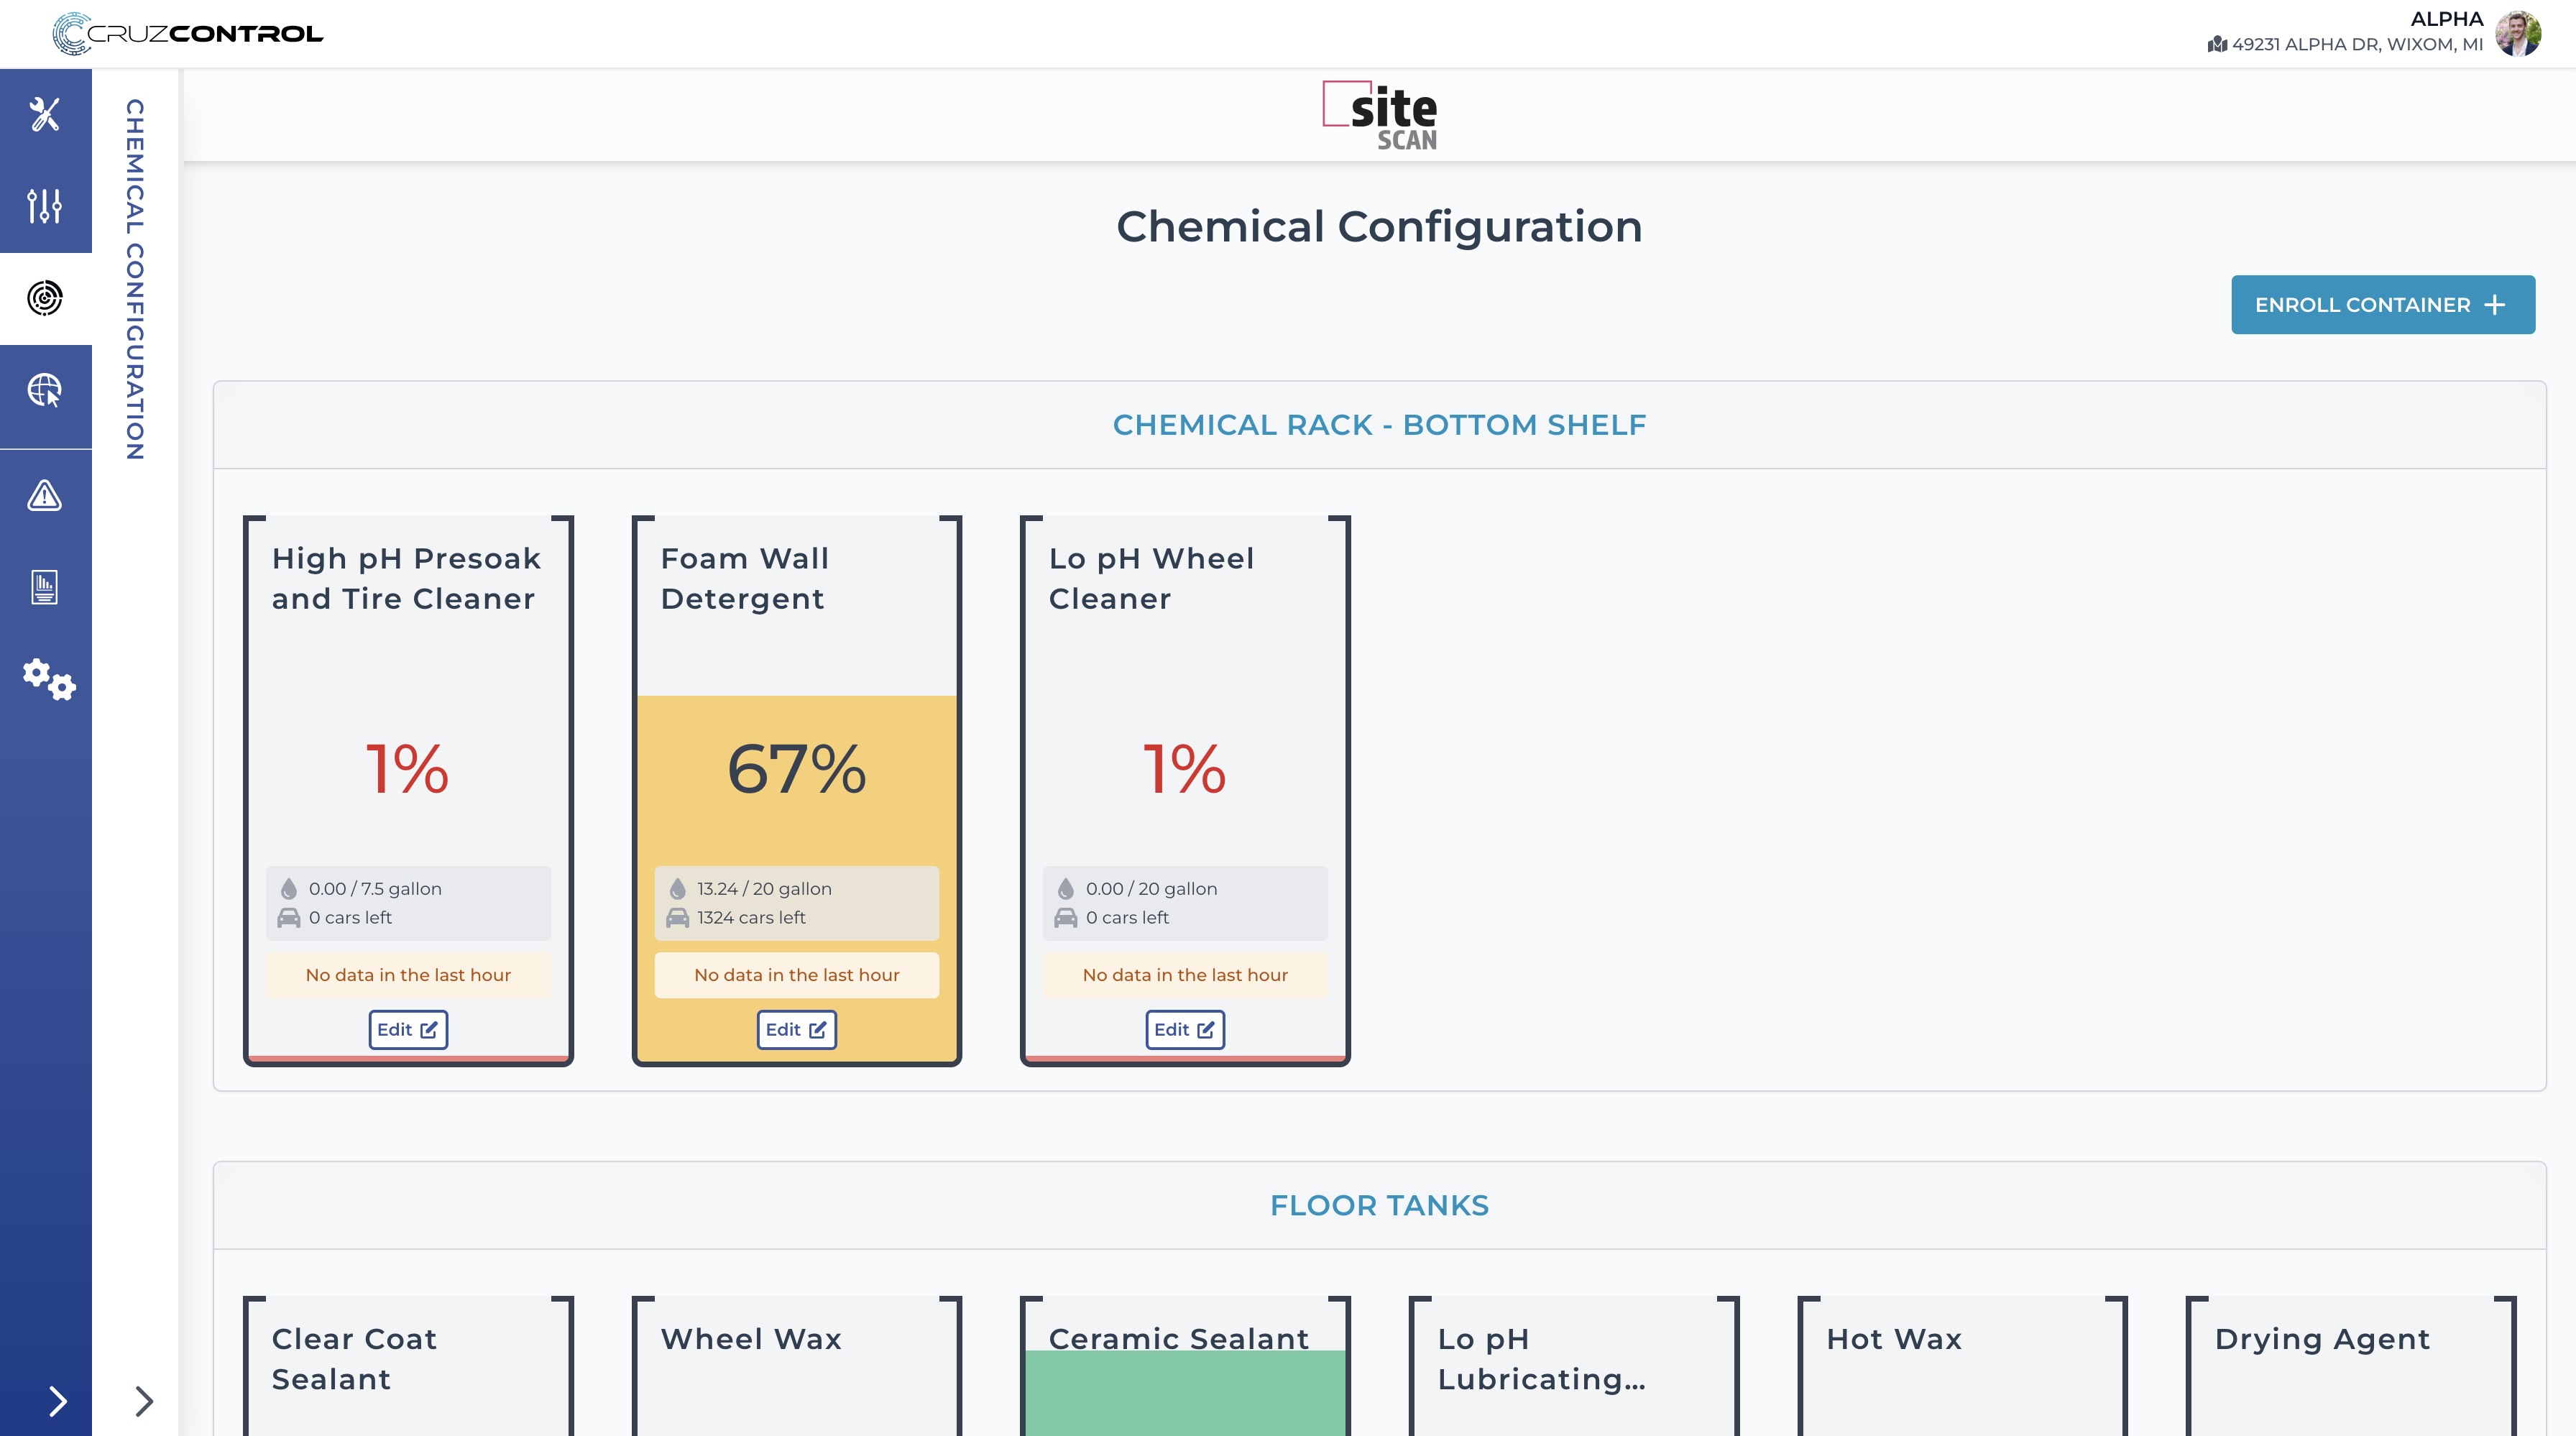 CRUZCONTROL
ALPHA
49231 ALPHA DR, WIXOM, MI
CHEMICAL CONFIGURATION
site
SCAN
Chemical Configuration
ENROLL CONTAINER
CHEMICAL RACK - BOTTOM SHELF
High pH Presoak
and Tire Cleaner
1%
0.00 / 7.5 gallon
0 cars left
No data in the last hour
Edit
Foam Wall
Detergent
67%
13.24 / 20 gallon
1324 cars left
No data in the last hour
Edit
Lo pH Wheel
Cleaner
1%
0.00 / 20 gallon
0 cars left
No data in the last hour
Edit
FLOOR TANKS
Clear Coat
Sealant
Wheel Wax
Ceramic Sealant
Lo pH
Lubricating...
Hot Wax
Drying Agent